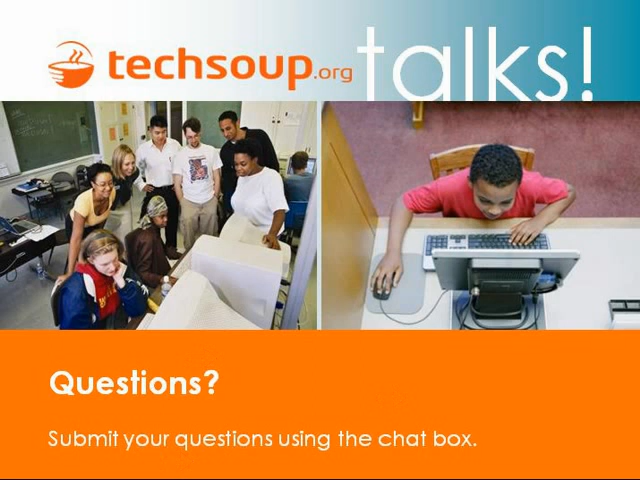 techsoup.org talks!
Questions?
Submit your questions using the chat box.